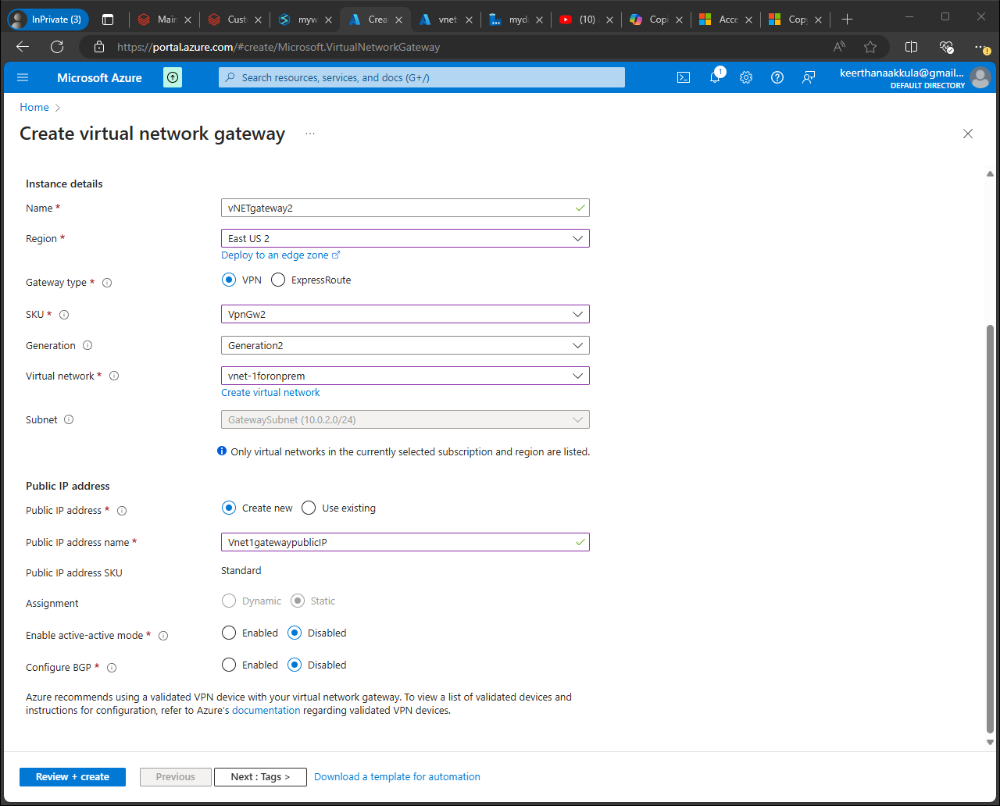 InPrivate (3)
Main
Custo
myw
Crea
vnet
myda
(10)
Copi
Acce
Copy
https://portal.azure.com/#create/Microsoft.VirtualNetworkGateway
Microsoft Azure
Search resources, services, and docs (G+/)
1
keerthanaakkula@gmail...
DEFAULT DIRECTORY
Home
Create virtual network gateway
Instance details
Name *
vNETgateway2
Region *
East US 2
Deploy to an edge zone
Gateway type *
VPN
ExpressRoute
SKU *
VpnGw2
Generation
Generation2
Virtual network *
vnet-1foronprem
Create virtual network
Subnet
GatewaySubnet (10.0.2.0/24)
Only virtual networks in the currently selected subscription and region are listed.
Public IP address
Public IP address *
Create new
Use existing
Public IP address name *
Vnet1gatewaypublicIP
Public IP address SKU
Standard
Assignment
Dynamic
Static
Enable active-active mode *
Enabled
Disabled
Configure BGP *
Enabled
Disabled
Azure recommends using a validated VPN device with your virtual network gateway. To view a list of validated devices and
instructions for configuration, refer to Azure's documentation regarding validated VPN devices.
Review + create
Previous
Next : Tags >
Download a template for automation